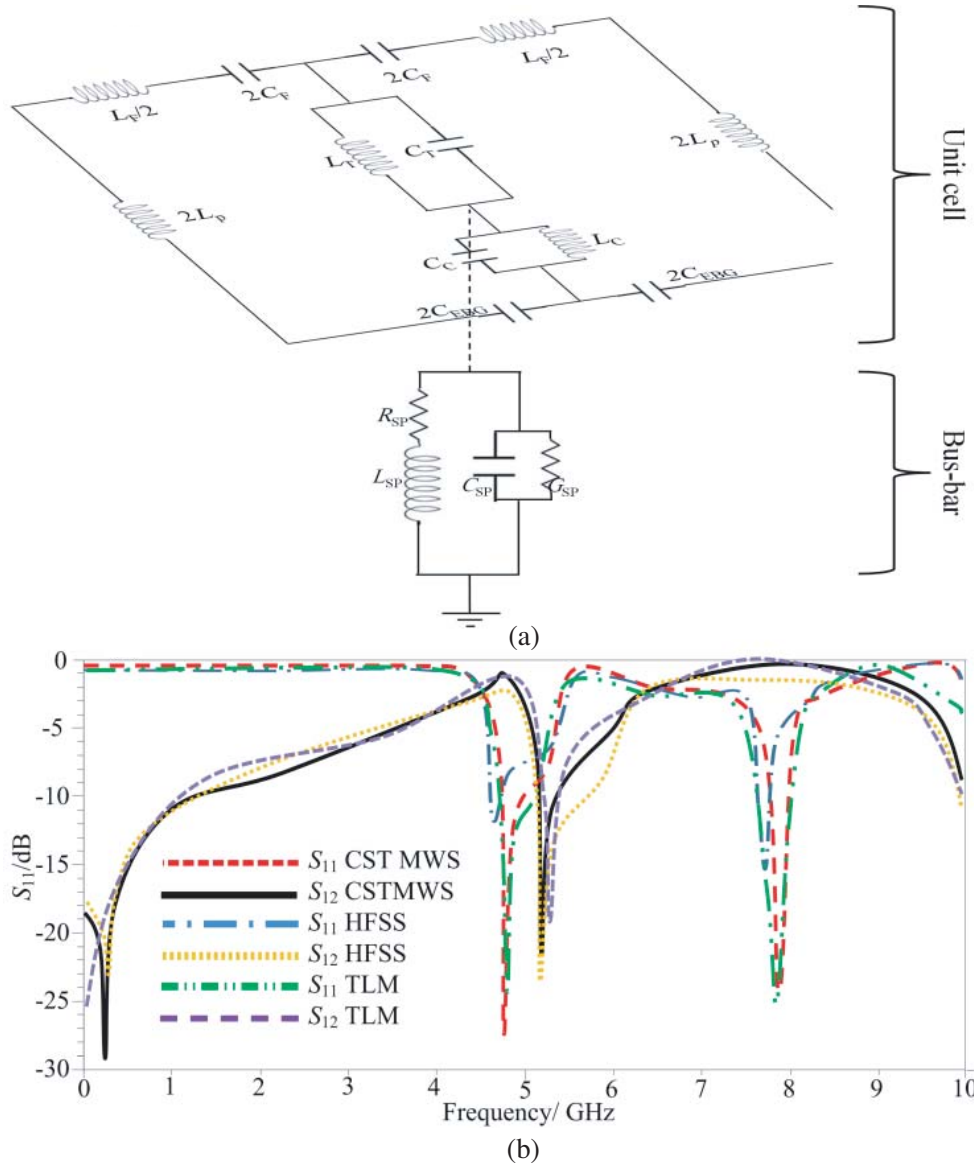 L_F/2
2C_F
2C_F
L_F/2
L_T
C_T
2L_p
2L_p
C_C
L_C
2C_EBG
2C_EBG
Unit cell
R_SP
L_SP
C_SP
G_SP
Bus-bar
(a)
S_11/dB
0
-5
-10
-15
-20
-25
-30
S_11 CST MWS
S_12 CSTMWS
S_11 HFSS
S_12 HFSS
S_11 TLM
S_12 TLM
0 1 2 3 4 5 6 7 8 9 10
Frequency/ GHz
(b)